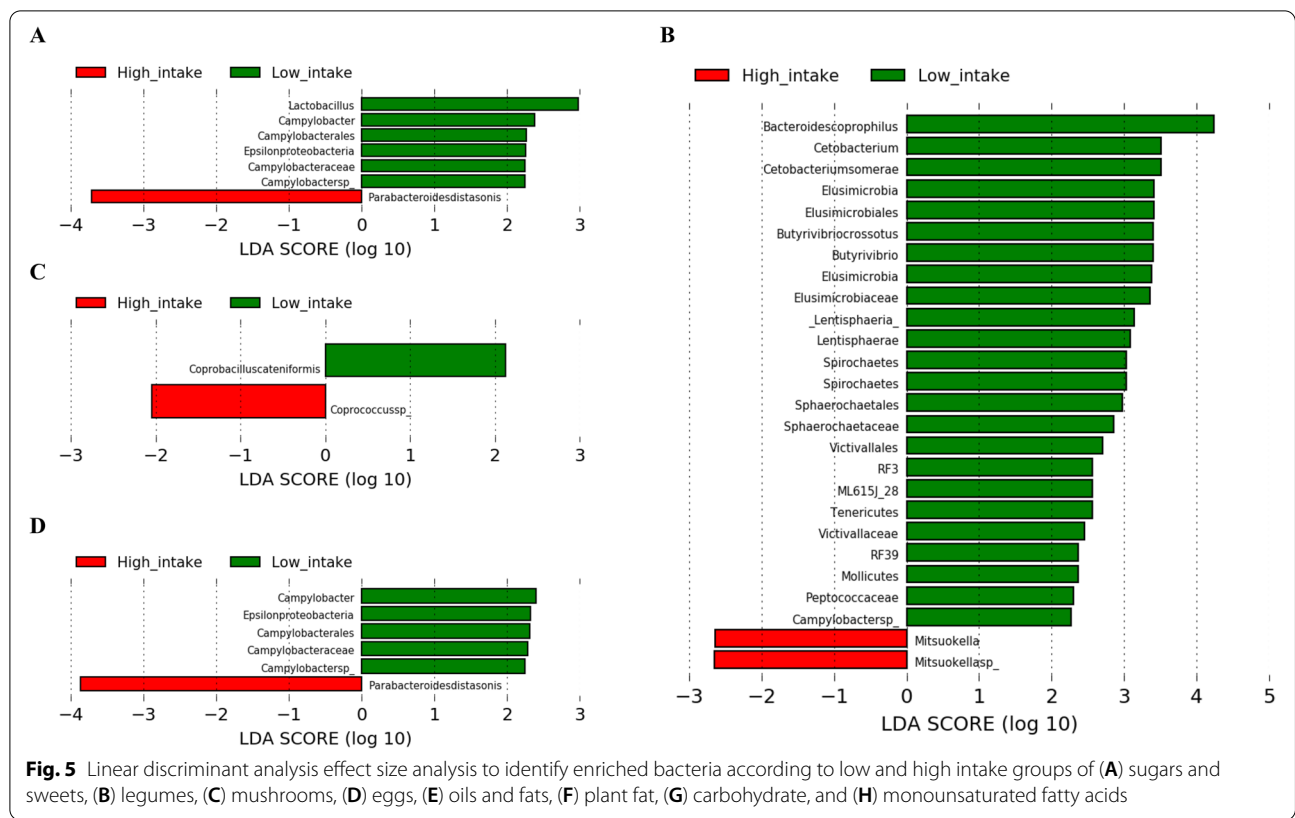 A
High_intake Low_intake
Lactobacillus
Campylobacter
Campylobacterales
Epsilonproteobacteria
Campylobacteraceae
Campylobactersp_
Parabacteroidesdistasonis
−4 −3 −2 −1 0 1 2 3
LDA SCORE (log 10)
C
High_intake Low_intake
Coprobacilluscateniformis
Coprococcussp_
−3 −2 −1 0 1 2 3
LDA SCORE (log 10)
D
High_intake Low_intake
Campylobacter
Epsilonproteobacteria
Campylobacterales
Campylobacteraceae
Campylobactersp_
Parabacteroidesdistasonis
−4 −3 −2 −1 0 1 2 3
LDA SCORE (log 10)
B
High_intake Low_intake
Bacteroidescoprophilus
Cetobacterium
Cetobacteriumsomerae
Elusimicrobia
Elusimicrobiales
Butyrivibriocrossotus
Butyrivibrio
Elusimicrobia
Elusimicrobiaceae
_Lentisphaeria_
Lentisphaerae
Spirochaetes
Spirochaetes
Sphaerochaetales
Sphaerochaetaceae
Victivallales
RF3
ML615J_28
Tenericutes
Victivallaceae
RF39
Mollicutes
Peptococcaceae
Campylobactersp_
Mitsuokella
Mitsuokellasp_
−3 −2 −1 0 1 2 3 4 5
LDA SCORE (log 10)
Fig. 5 Linear discriminant analysis effect size analysis to identify enriched bacteria according to low and high intake groups of (A) sugars and
sweets, (B) legumes, (C) mushrooms, (D) eggs, (E) oils and fats, (F) plant fat, (G) carbohydrate, and (H) monounsaturated fatty acids